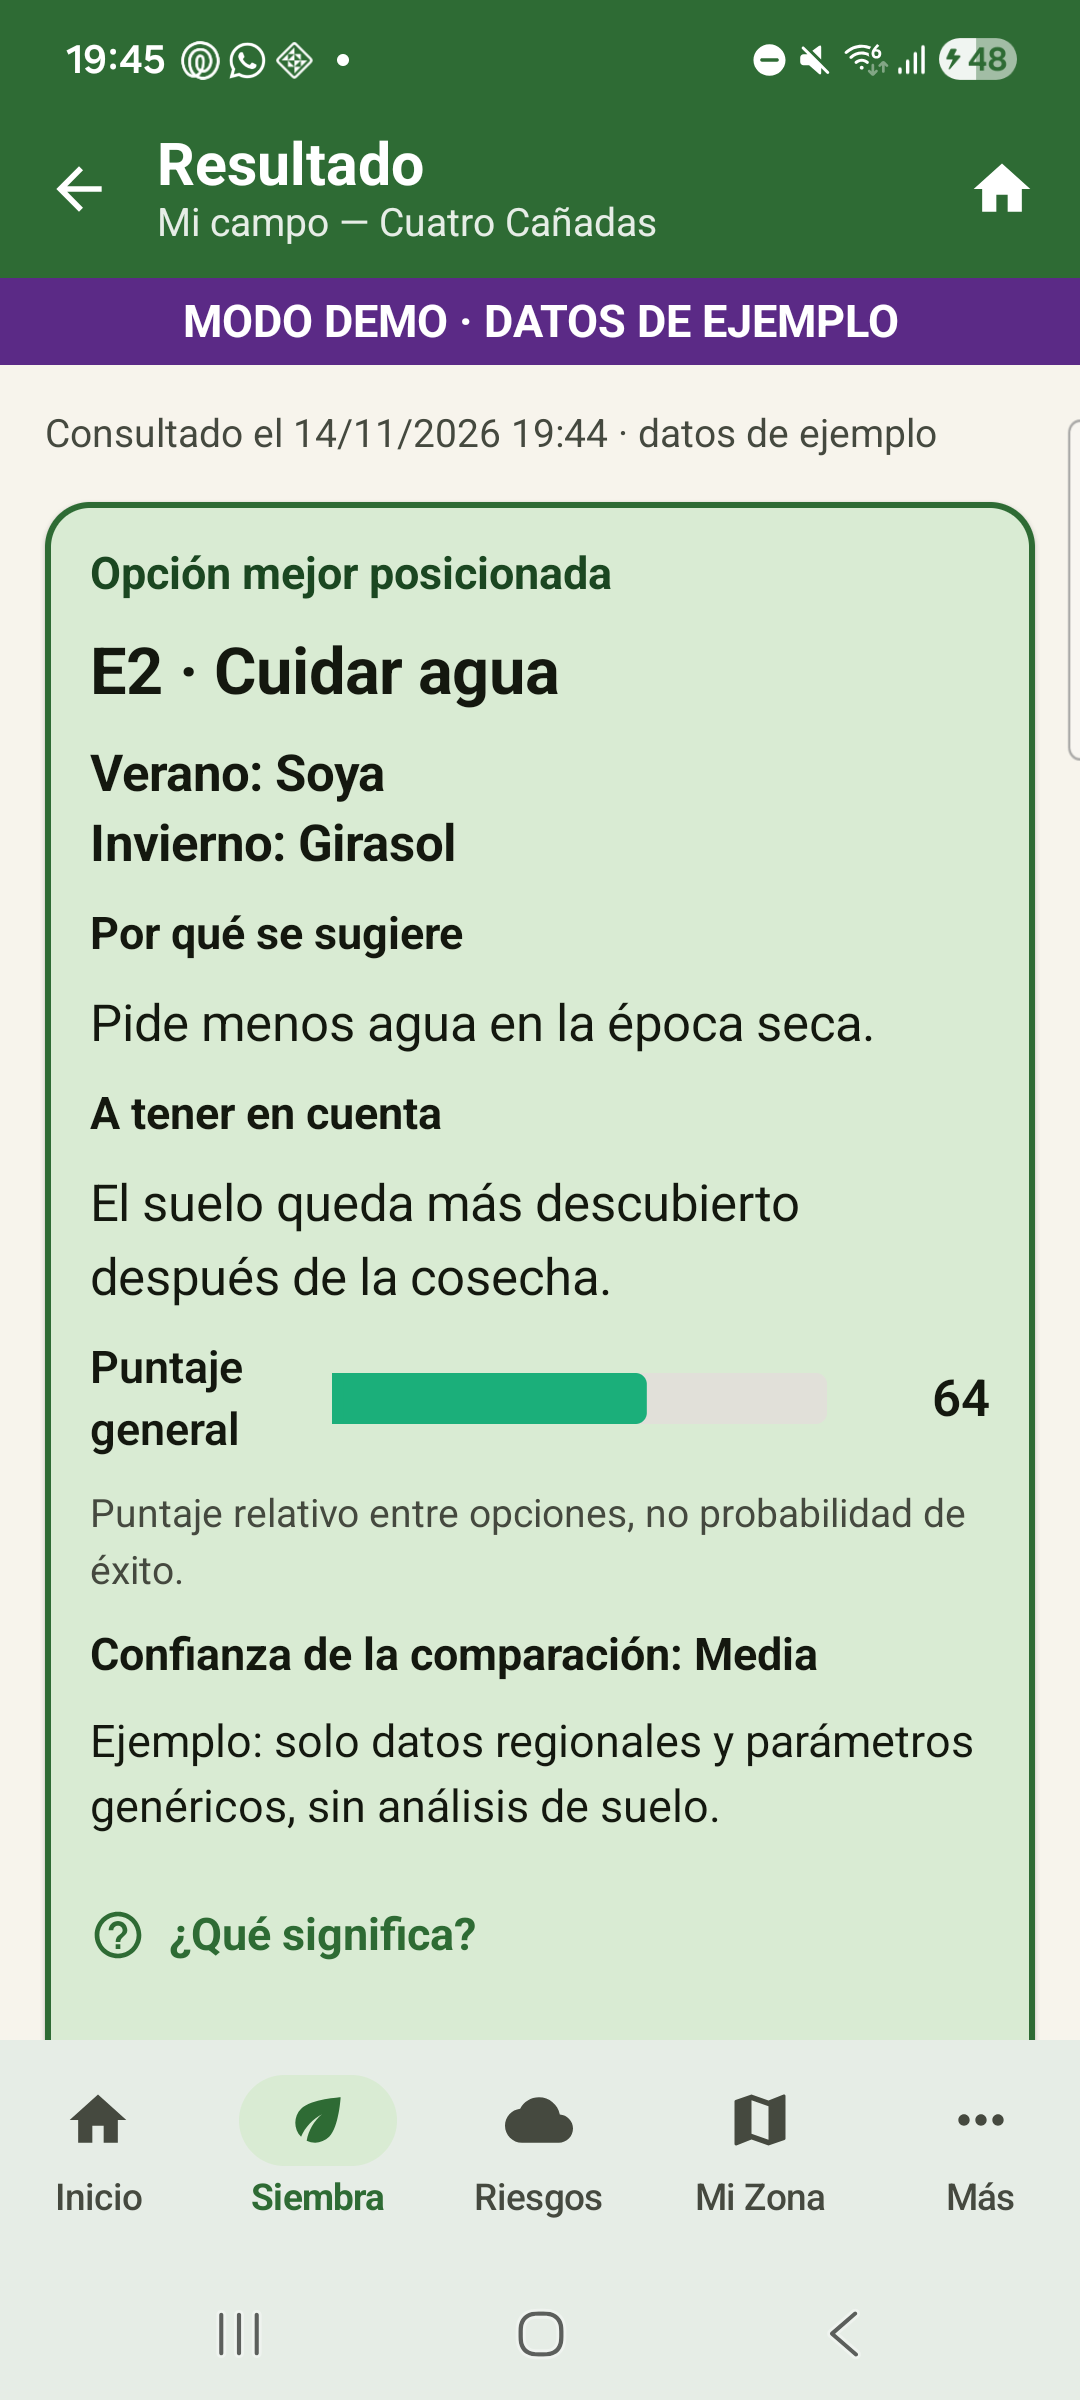 19:45
48
Resultado
Mi campo — Cuatro Cañadas
MODO DEMO · DATOS DE EJEMPLO
Consultado el 14/11/2026 19:44 · datos de ejemplo
Opción mejor posicionada
E2 · Cuidar agua
Verano: Soya
Invierno: Girasol
Por qué se sugiere
Pide menos agua en la época seca.
A tener en cuenta
El suelo queda más descubierto
después de la cosecha.
Puntaje
general
64
Puntaje relativo entre opciones, no probabilidad de
éxito.
Confianza de la comparación: Media
Ejemplo: solo datos regionales y parámetros
genéricos, sin análisis de suelo.
¿Qué significa?
Inicio
Siembra
Riesgos
Mi Zona
Más